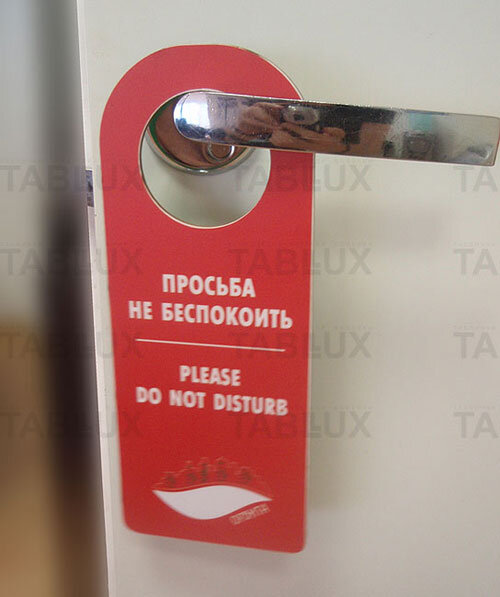 ПРОСЬБА
НЕ БЕСПОКОИТЬ
PLEASE
DO NOT DISTURB
TABLUX